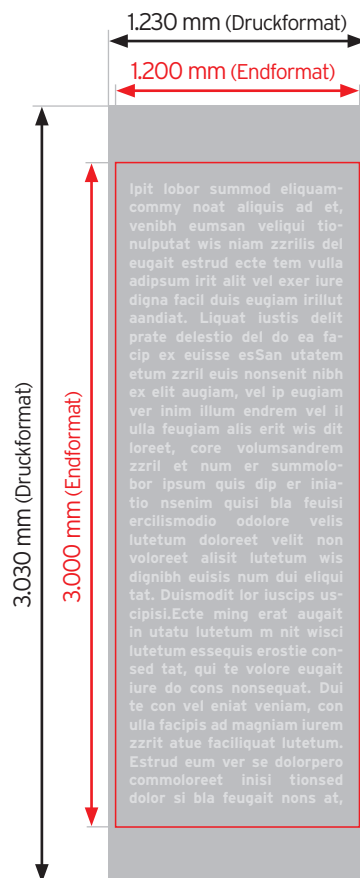 1.230 mm (Druckformat)
1.200 mm (Endformat)
3.030 mm (Druckformat)
3.000 mm (Endformat)
Ipit lobor summod eliquam-
commy noat aliquis ad et,
venibh eumsan veliqui tio-
nulputat wis niam zzrilis del
eugait estrud ecte tem vulla
adipsum irit alit vel exer iure
digna facil duis eugiam irillut
aandiat. Liquat iustis delit
prate delestio del do ea fa-
cip ex euisse esSan utatem
etum zzril euis nonsenit nibh
ex elit augiam, vel ip eugiam
ver inim illum endrem vel il
ulla feugiam alis erit wis dit
loreet, core volumsandrem
zzril et num er summolo-
bor ipsum quis dip er inia-
tio nsenim quisi bla feuisi
ercilismodio odolore velis
lutetum doloreet velit non
voloreet alisit lutetum wis
dignibh euisis num dui eliqui
tat. Duismodit lor iuscips us-
cipisi.Ecte ming erat augait
in utatu lutetum m nit wisci
lutetum essequis erostie con-
sed tat, qui te volore eugait
iure do cons nonsequat. Dui
te con vel eniat veniam, con
ulla facipis ad magniam iurem
zzrit atue faciliquat lutetum.
Estrud eum ver se dolorpero
commoloreet inisi tionsed
dolor si bla feugait nons at,